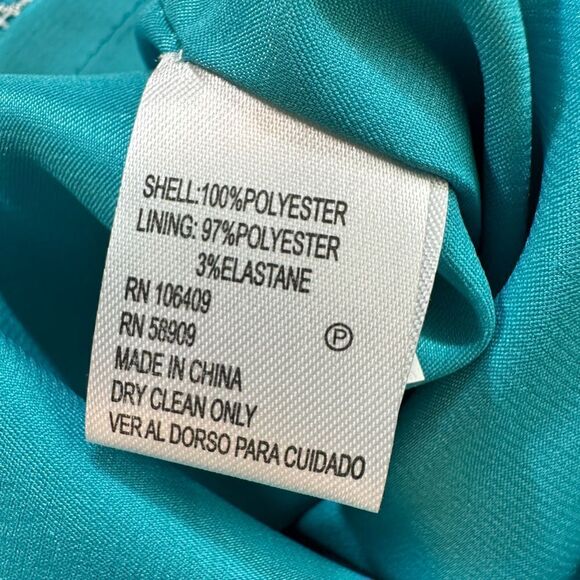 SHELL:100%POLYESTER
LINING: 97%POLYESTER
3%ELASTANE
RN 106409
RN 58909
P
MADE IN CHINA
DRY CLEAN ONLY
VER AL DORSO PARA CUIDADO